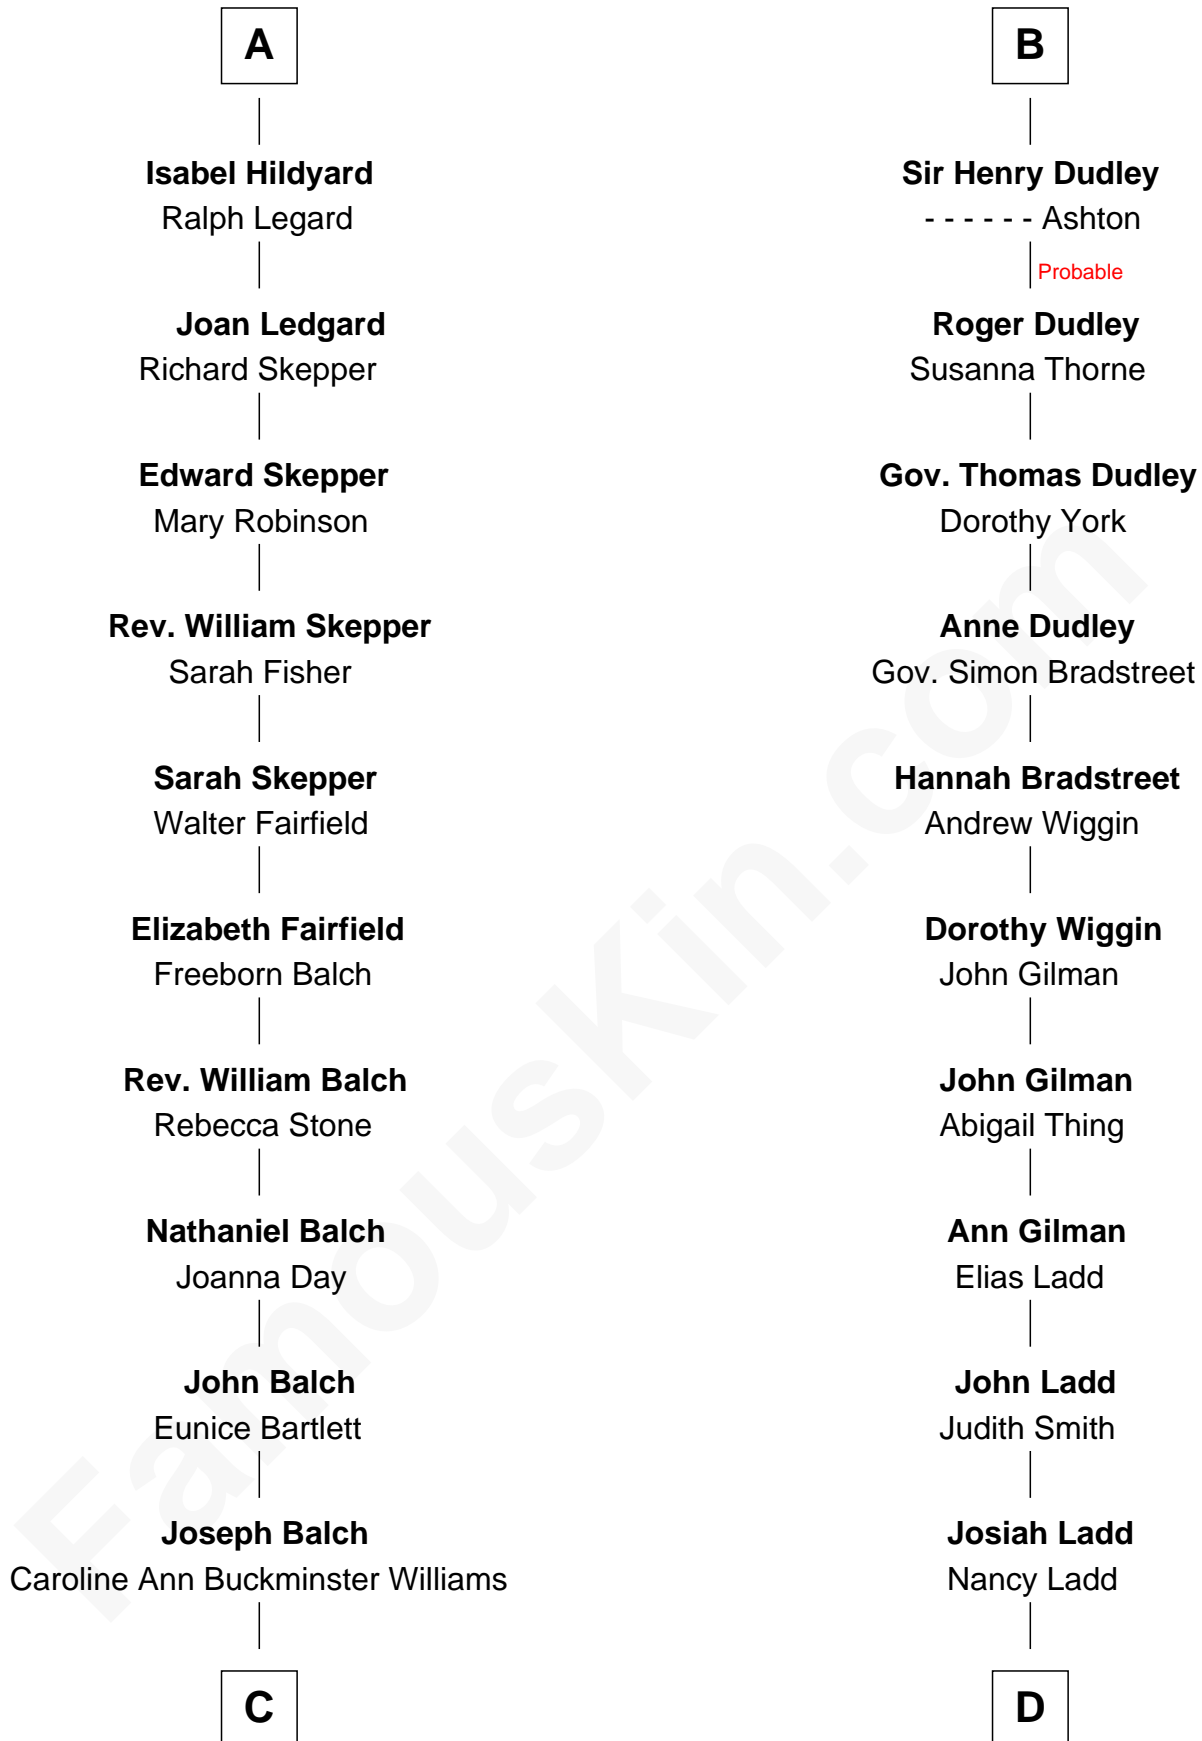 A
Isabel Hildyard
Ralph Legard
Joan Ledgard
Richard Skepper
Edward Skepper
Mary Robinson
Rev. William Skepper
Sarah Fisher
Sarah Skepper
Walter Fairfield
Elizabeth Fairfield
Freeborn Balch
Rev. William Balch
Rebecca Stone
Nathaniel Balch
Joanna Day
John Balch
Eunice Bartlett
Joseph Balch
Caroline Ann Buckminster Williams
C
B
Sir Henry Dudley
- - - - - - Ashton
Probable
Roger Dudley
Susanna Thorne
Gov. Thomas Dudley
Dorothy York
Anne Dudley
Gov. Simon Bradstreet
Hannah Bradstreet
Andrew Wiggin
Dorothy Wiggin
John Gilman
John Gilman
Abigail Thing
Ann Gilman
Elias Ladd
John Ladd
Judith Smith
Josiah Ladd
Nancy Ladd
D
FamousKin.com